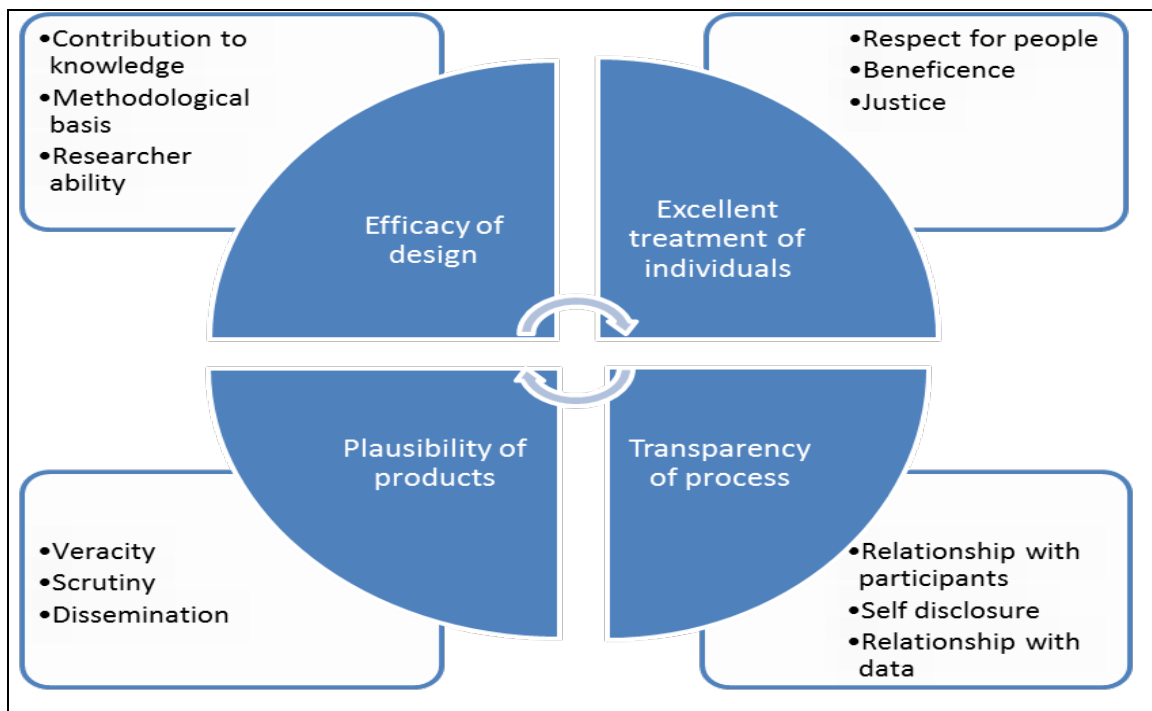 •Contribution to
knowledge
•Methodological
basis
•Researcher
ability
•Respect for people
•Beneficence
•Justice
Efficacy of
design
Excellent
treatment of
individuals
Plausibility of
products
Transparency
of process
•Veracity
•Scrutiny
•Dissemination
•Relationship with
participants
•Self disclosure
•Relationship with
data